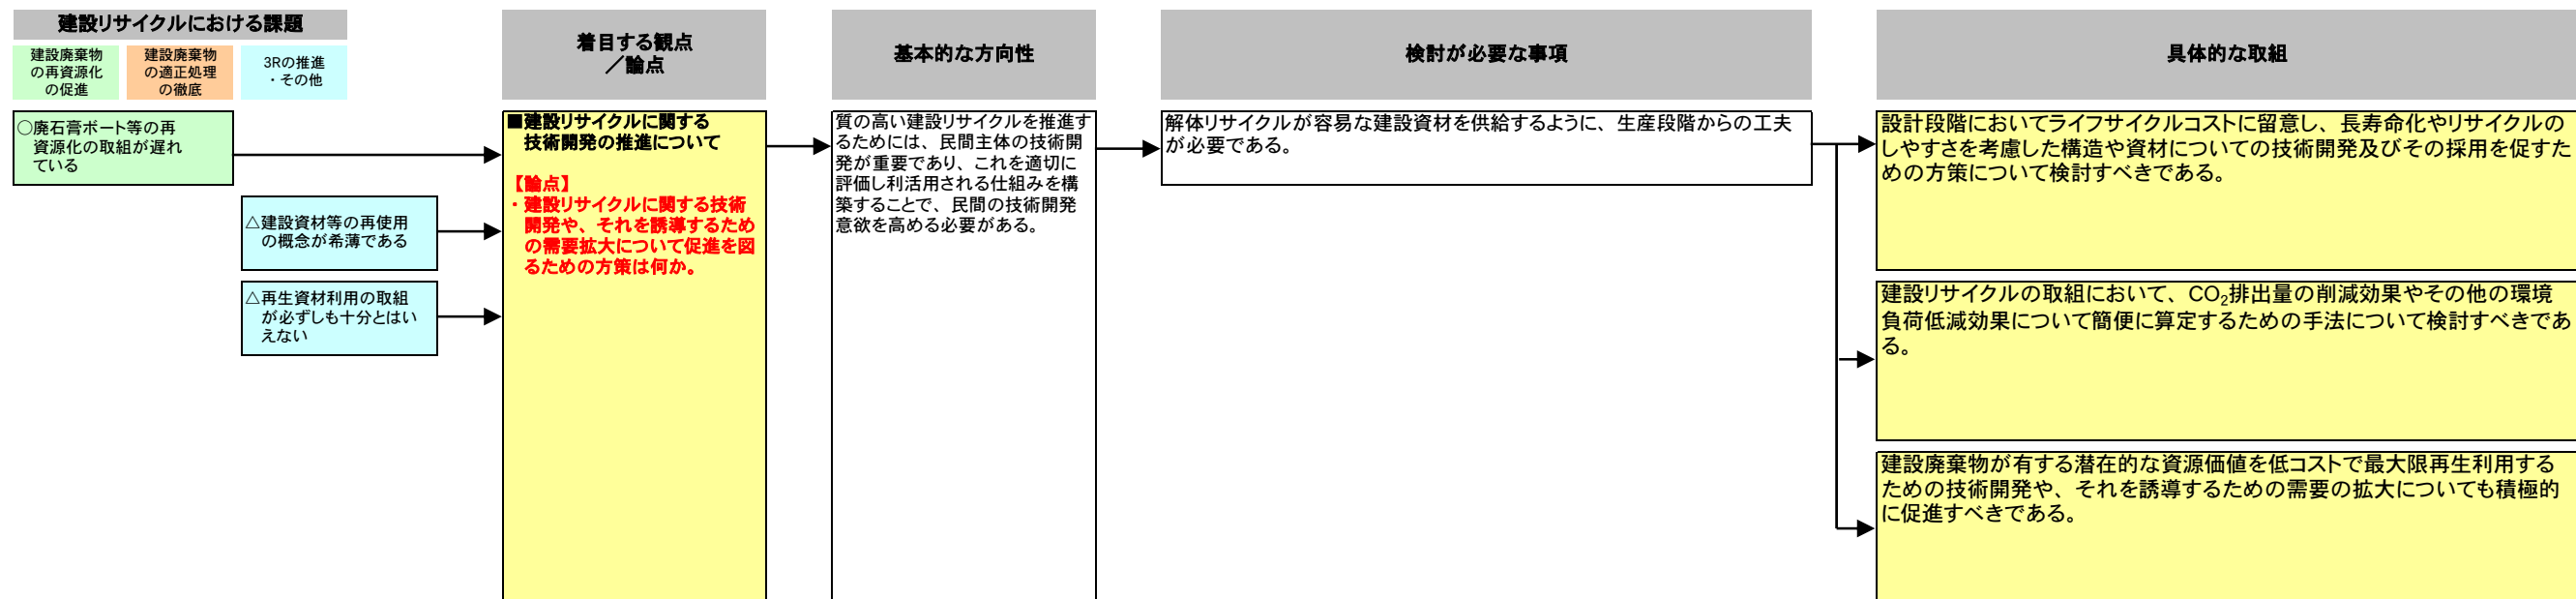 建設リサイクルにおける課題
建設廃棄物
の再資源化
の促進
建設廃棄物
の適正処理
の徹底
3Rの推進
・その他
着目する観点
／論点
基本的な方向性
検討が必要な事項
具体的な取組
○廃石膏ボート等の再
資源化の取組が遅れ
ている
△建設資材等の再使用
の概念が希薄である
△再生資材利用の取組
が必ずしも十分とはい
えない
■建設リサイクルに関する
技術開発の推進について
【論点】
・建設リサイクルに関する技術
開発や、それを誘導するため
の需要拡大について促進を図
るための方策は何か。
質の高い建設リサイクルを推進す
るためには、民間主体の技術開
発が重要であり、これを適切に
評価し利活用される仕組みを構
築することで、民間の技術開発
意欲を高める必要がある。
解体リサイクルが容易な建設資材を供給するように、生産段階からの工夫
が必要である。
設計段階においてライフサイクルコストに留意し、長寿命化やリサイクルの
しやすさを考慮した構造や資材についての技術開発及びその採用を促すた
めの方策について検討すべきである。
建設リサイクルの取組において、CO₂排出量の削減効果やその他の環境
負荷低減効果について簡便に算定するための手法について検討すべきであ
る。
建設廃棄物が有する潜在的な資源価値を低コストで最大限再生利用する
ための技術開発や、それを誘導するための需要の拡大についても積極的
に促進すべきである。